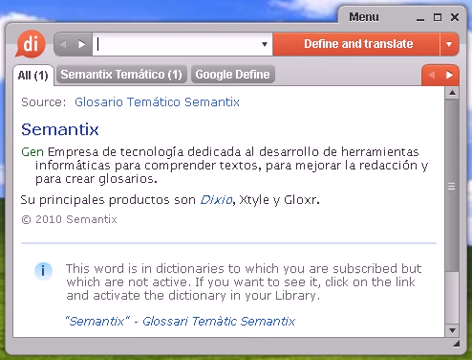 Menu
di
Define and translate
All (1) Semantix Temático (1) Google Define
Source: Glosario Temático Semantix
Semantix
Gen Empresa de tecnología dedicada al desarrollo de herramientas
informáticas para comprender textos, para mejorar la redacción y
para crear glosarios.
Su principales productos son Dixio, Xtyle y Gloxr.
© 2010 Semantix
i
This word is in dictionaries to which you are subscribed but
which are not active. If you want to see it, click on the link
and activate the dictionary in your Library.
"Semantix" - Glossari Temàtic Semantix